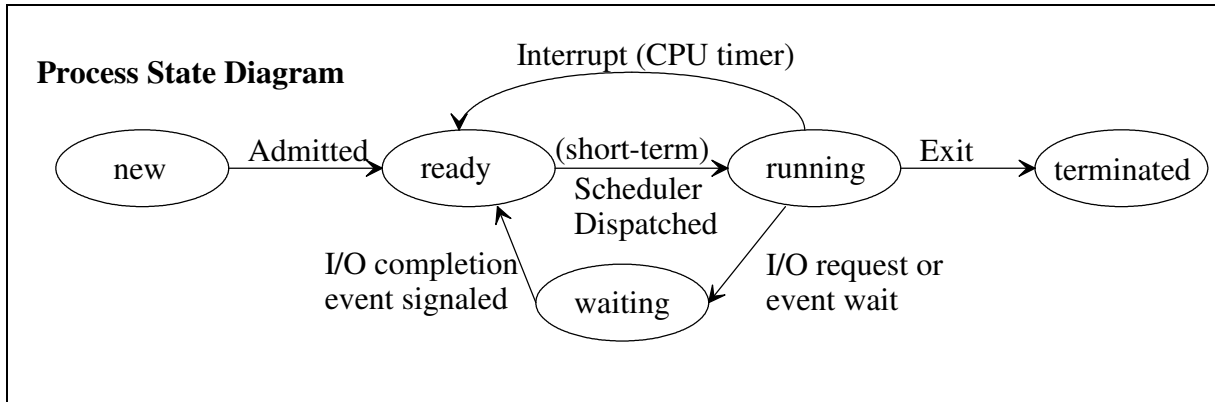 Process State Diagram
Interrupt (CPU timer)
new
Admitted
ready
(short-term)
Scheduler
Dispatched
running
Exit
terminated
I/O completion
event signaled
waiting
I/O request or
event wait